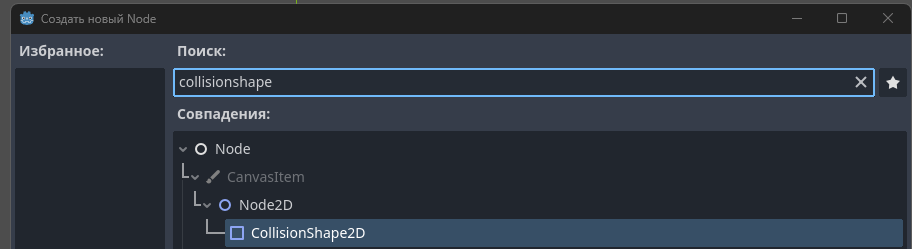 Создать новый Node
Избранное:
Поиск:
collisionshape
Совпадения:
Node
CanvasItem
Node2D
CollisionShape2D